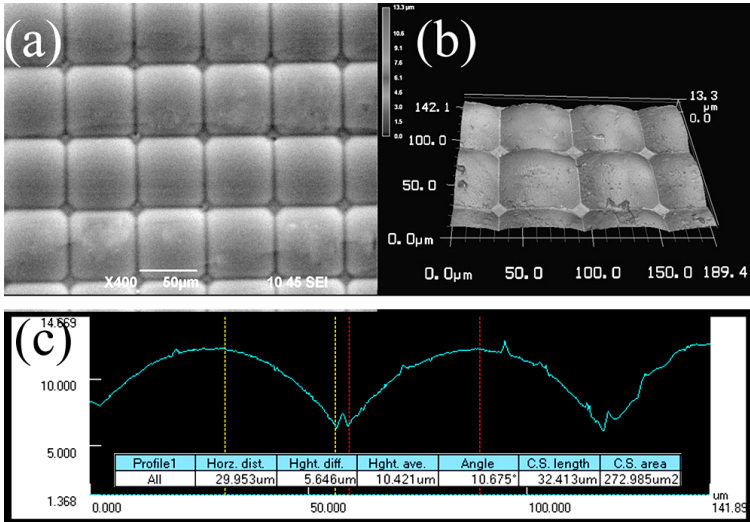 (a)
X400 50μm 10.45 SEI
13.3μm
10.6
9.1
7.6
6.1
4.5
3.0
1.5
0.0
(b)
142.1
100.0
50.0
0.0μm
13.3
μm
0.0
0.0μm 50.0 100.0 150.0 189.4
(c)
14.669
10.000
5.000
1.368
Profile1 Horz. dist. Hght. diff. Hght. ave. Angle C.S. length C.S. area
All 29.953um 5.646um 10.421um 10.675° 32.413um 272.985um2
um
0.000 50.000 100.000 141.89